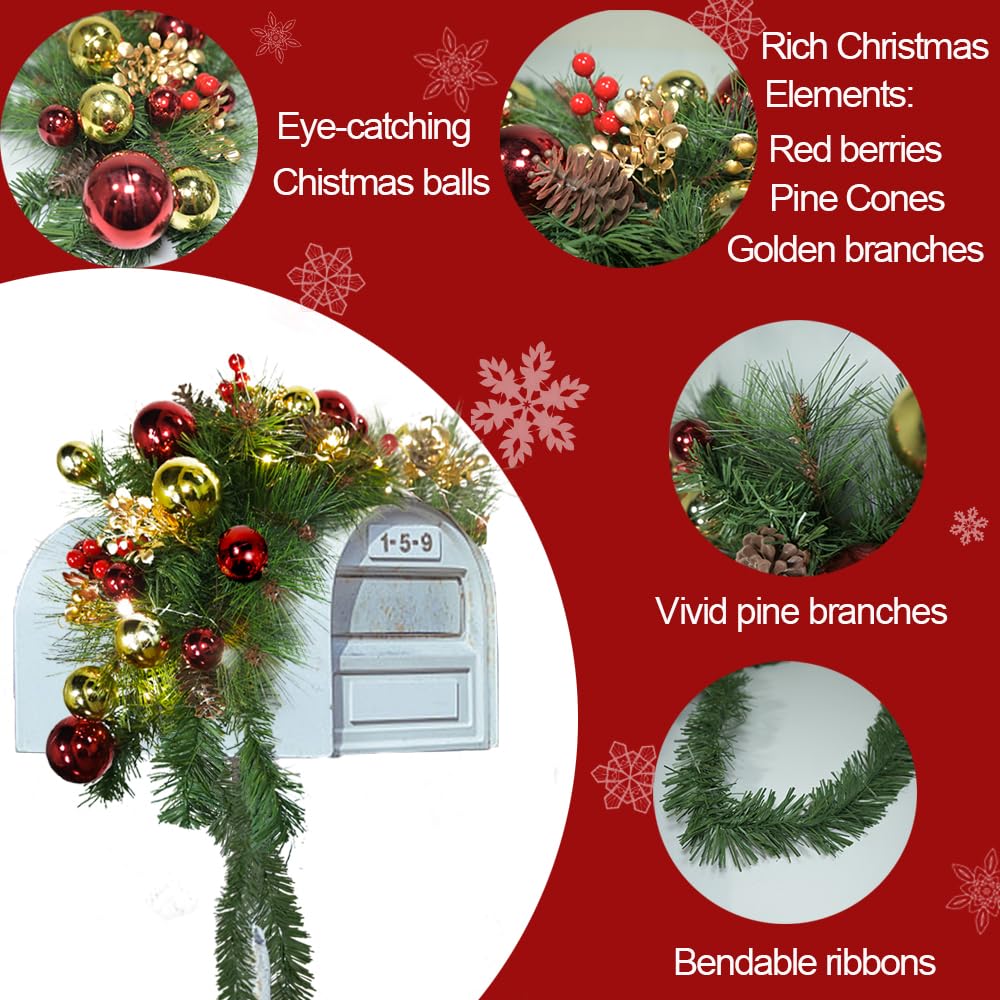 Eye-catching
Chistmas balls
Rich Christmas
Elements:
Red berries
Pine Cones
Golden branches
1-5-9
Vivid pine branches
Bendable ribbons